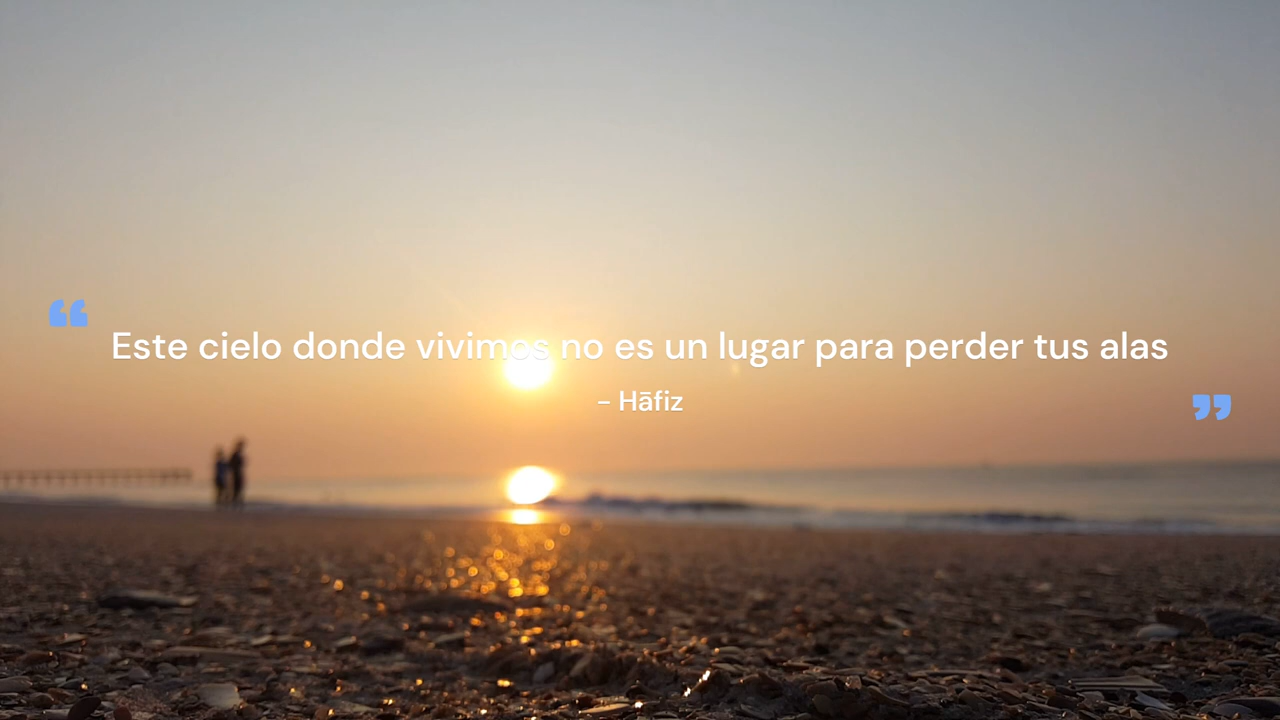 “Este cielo donde vivimos no es un lugar para perder tus alas
– Hāfiz”